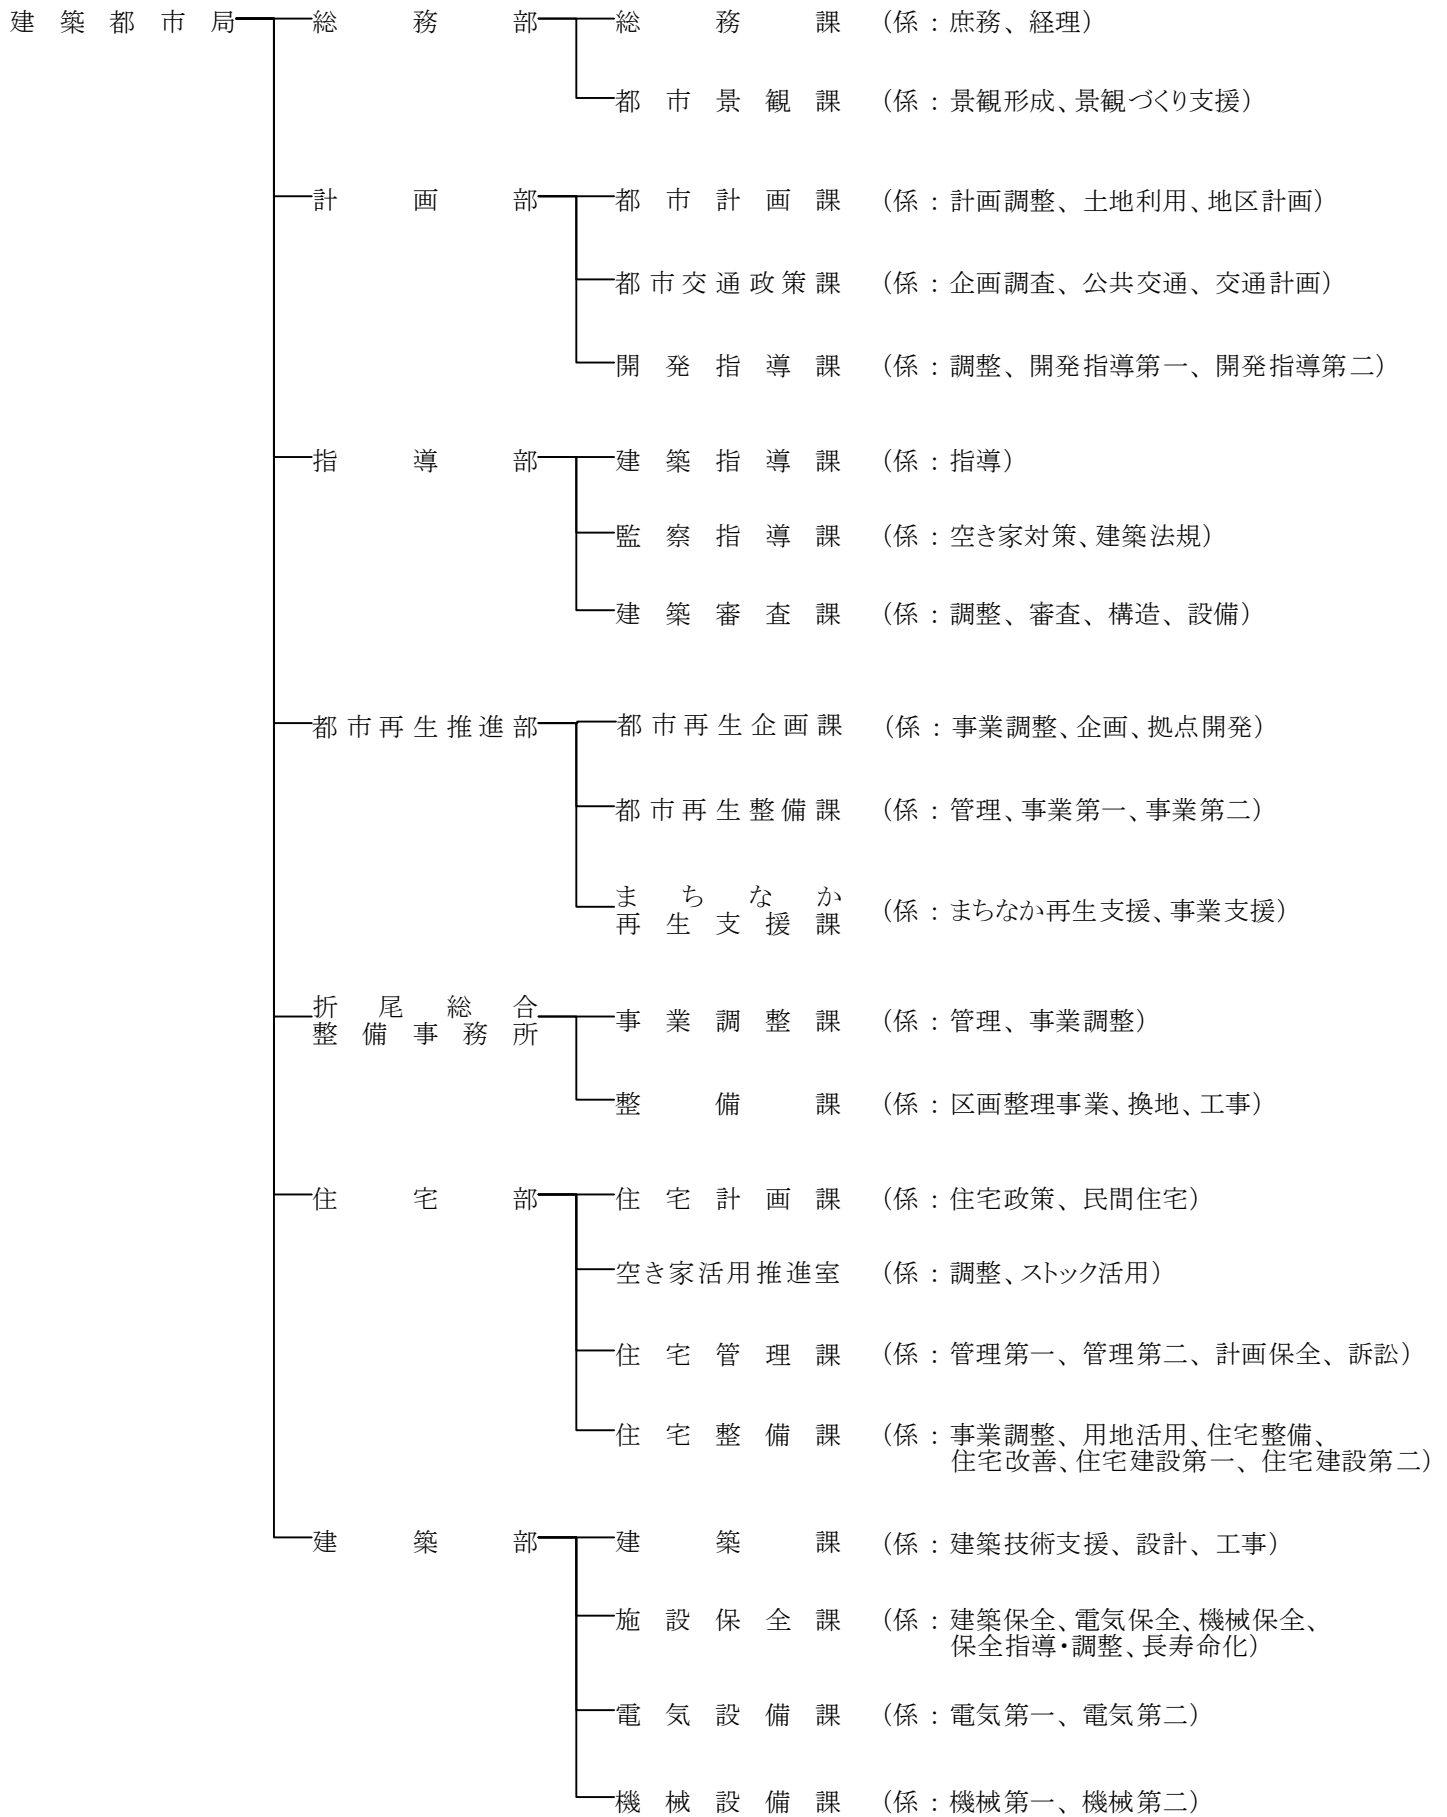 建築都市局 総務部 総務課 (係：庶務、経理)
都市景観課 (係：景観形成、景観づくり支援)
計画部 都市計画課 (係：計画調整、土地利用、地区計画)
都市交通政策課 (係：企画調査、公共交通、交通計画)
開発指導課 (係：調整、開発指導第一、開発指導第二)
指導部 建築指導課 (係：指導)
監察指導課 (係：空き家対策、建築法規)
建築審査課 (係：調整、審査、構造、設備)
都市再生推進部 都市再生企画課 (係：事業調整、企画、拠点開発)
都市再生整備課 (係：管理、事業第一、事業第二)
まちなか
再生支援課 (係：まちなか再生支援、事業支援)
折尾総合
整備事務所 事業調整課 (係：管理、事業調整)
整備課 (係：区画整理事業、換地、工事)
住宅部 住宅計画課 (係：住宅政策、民間住宅)
空き家活用推進室 (係：調整、ストック活用)
住宅管理課 (係：管理第一、管理第二、計画保全、訴訟)
住宅整備課 (係：事業調整、用地活用、住宅整備、
住宅改善、住宅建設第一、住宅建設第二)
建築部 建築課 (係：建築技術支援、設計、工事)
施設保全課 (係：建築保全、電気保全、機械保全、
保全指導・調整、長寿命化)
電気設備課 (係：電気第一、電気第二)
機械設備課 (係：機械第一、機械第二)